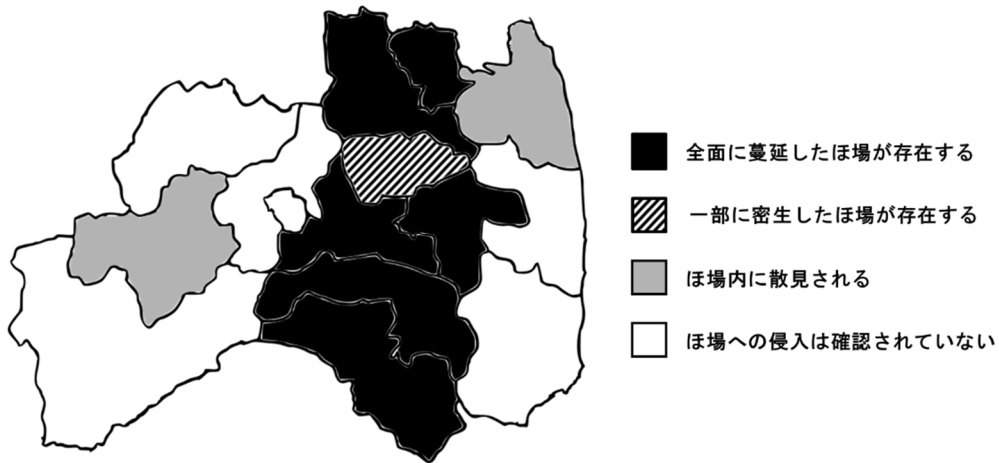 全面に蔓延したほ場が存在する
一部に密生したほ場が存在する
ほ場内に散見される
ほ場への侵入は確認されていない